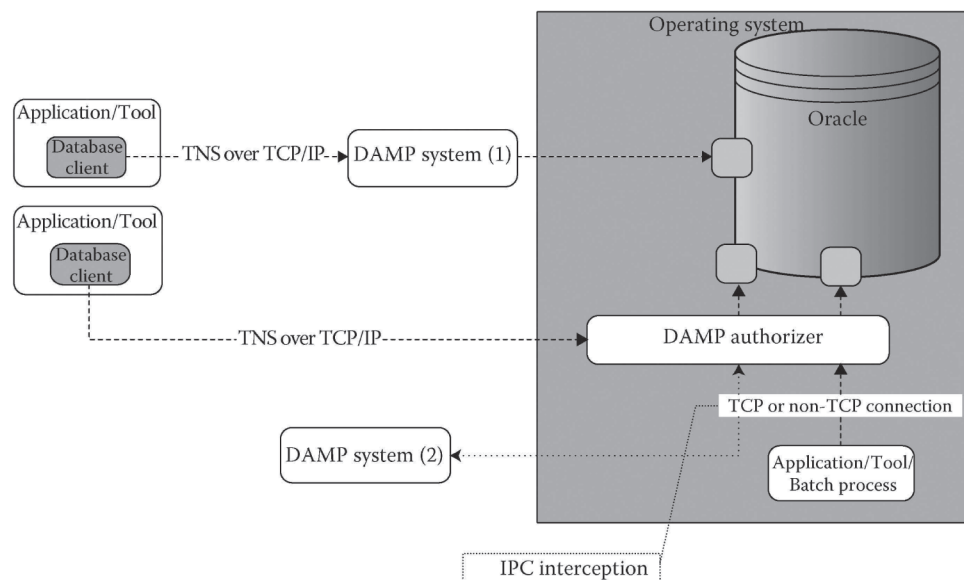 Operating system
Oracle
Application/Tool
Database
client
TNS over TCP/IP
DAMP system (1)
Application/Tool
Database
client
TNS over TCP/IP
DAMP authorizer
TCP or non-TCP connection
DAMP system (2)
Application/Tool/
Batch process
IPC interception